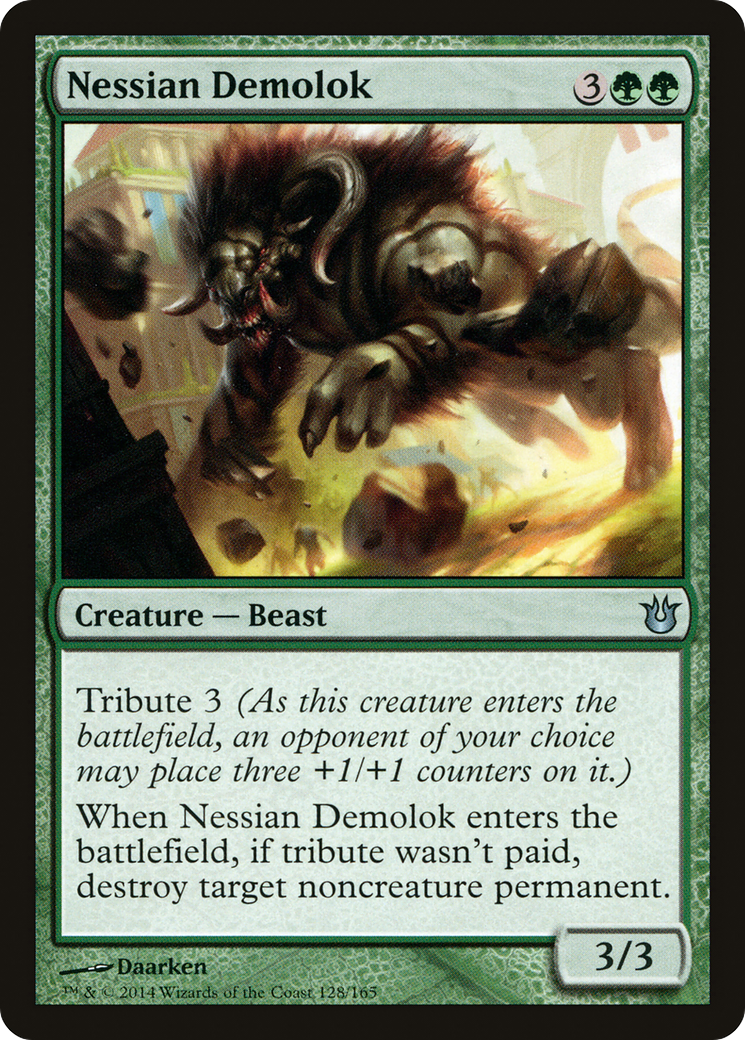 Nessian Demolok 3
Creature — Beast
Tribute 3 (As this creature enters the
battlefield, an opponent of your choice
may place three +1/+1 counters on it.)
When Nessian Demolok enters the
battlefield, if tribute wasn't paid,
destroy target noncreature permanent.
3/3
Daarken
™ & © 2014 Wizards of the Coast 128/165